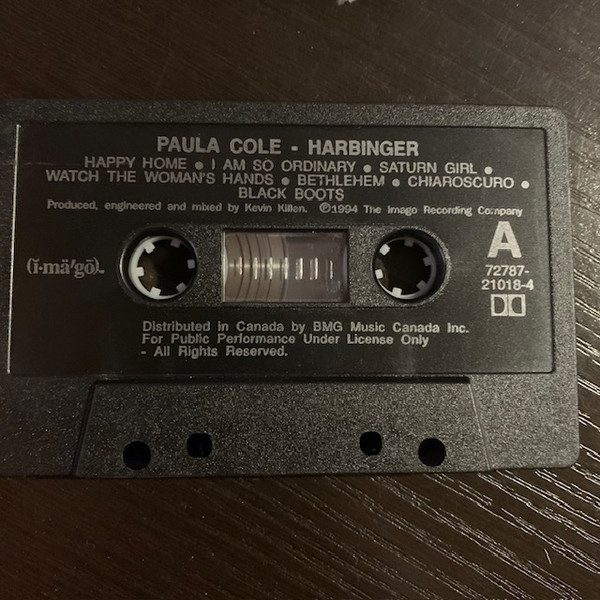 PAULA COLE - HARBINGER
HAPPY HOME • I AM SO ORDINARY • SATURN GIRL •
WATCH THE WOMAN'S HANDS • BETHLEHEM • CHIAROSCURO •
BLACK BOOTS
Produced, engineered and mixed by Kevin Killen. ℗1994 The Imago Recording Company
(ĭ-mä′gō)™
A
72787-
21018-4
Distributed in Canada by BMG Music Canada Inc.
For Public Performance Under License Only
- All Rights Reserved.